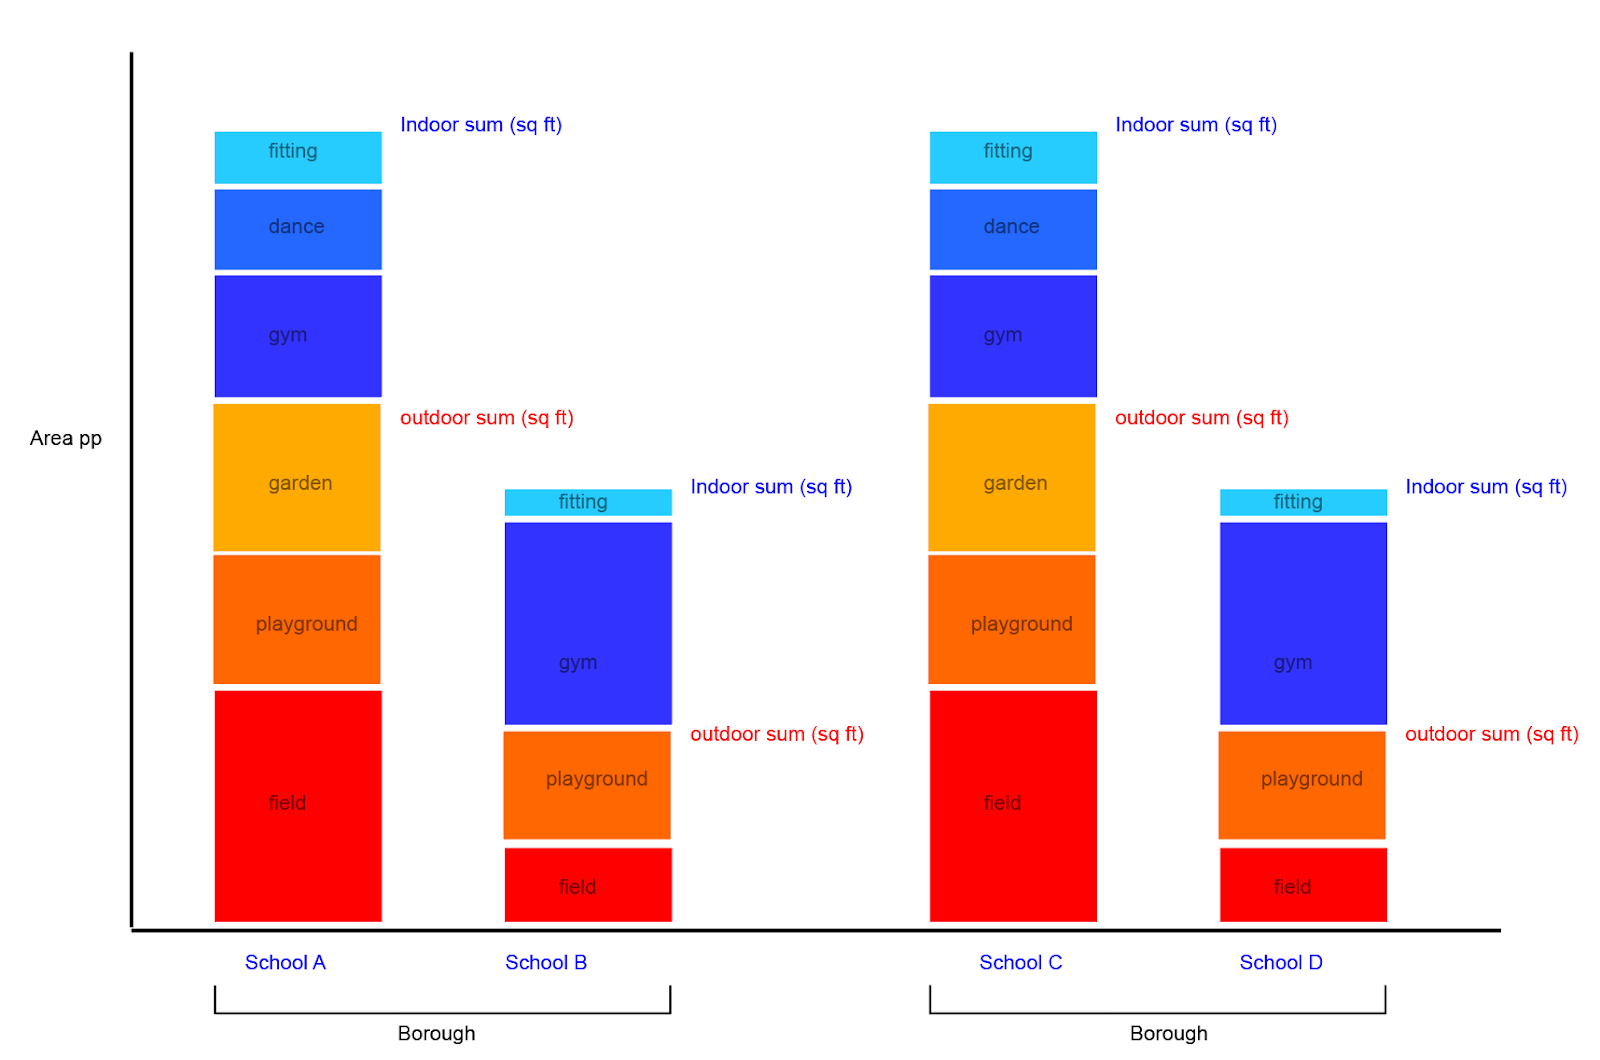 Indoor sum (sq ft)
Indoor sum (sq ft)
fitting
fitting
dance
dance
gym
gym
outdoor sum (sq ft)
outdoor sum (sq ft)
Area pp
garden
Indoor sum (sq ft)
garden
Indoor sum (sq ft)
fitting
fitting
playground
playground
gym
gym
outdoor sum (sq ft)
outdoor sum (sq ft)
playground
playground
field
field
field
field
School A
School B
School C
School D
Borough
Borough